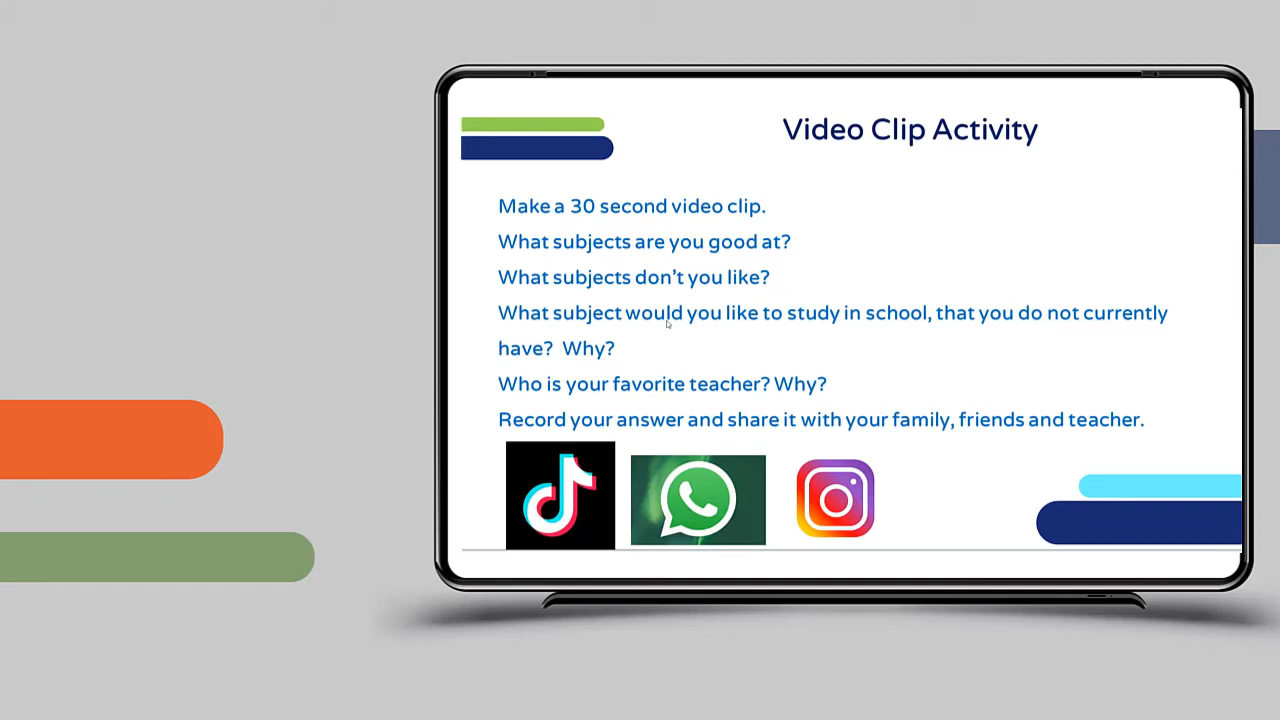 Video Clip Activity
Make a 30 second video clip.
What subjects are you good at?
What subjects don't you like?
What subject would you like to study in school, that you do not currently
have?  Why?
Who is your favorite teacher? Why?
Record your answer and share it with your family, friends and teacher.